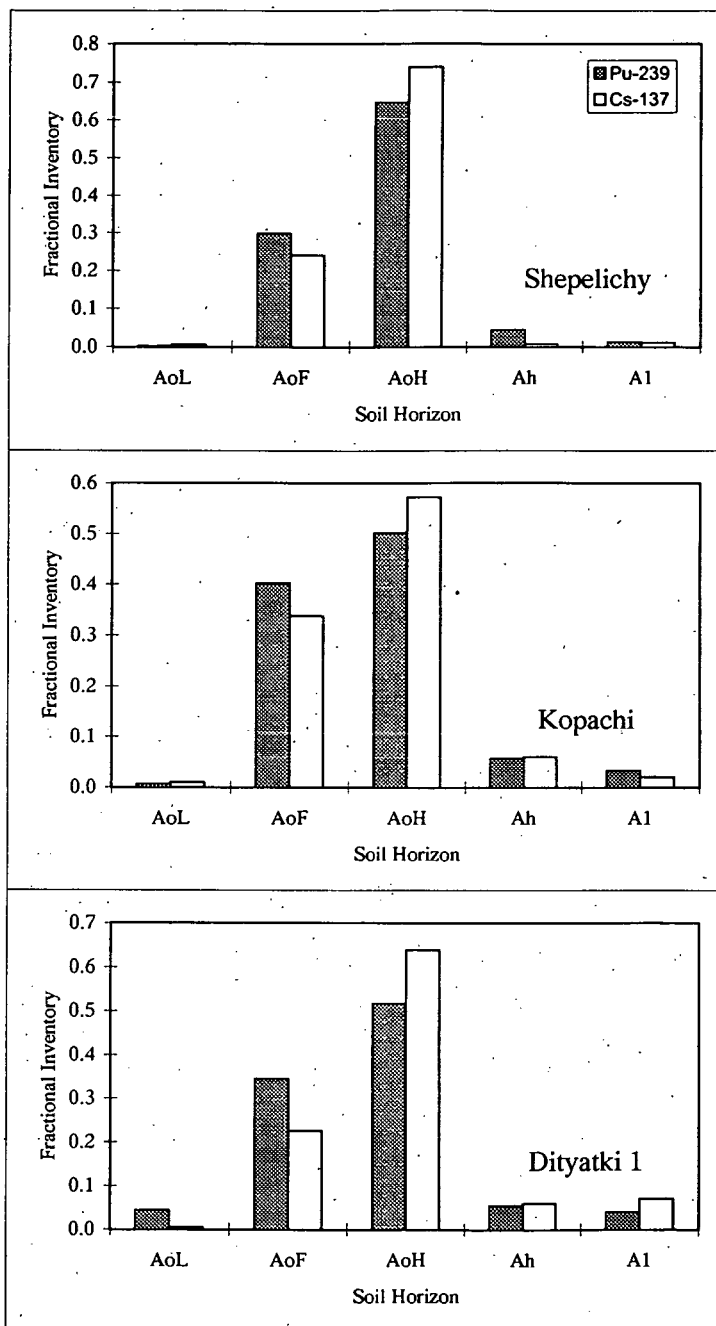 0.8
0.7
0.6
0.5
0.4
0.3
0.2
0.1
0.0
Fractional Inventory
Pu-239
Cs-137
Shepelichy
AoL AoF AoH Ah A1
Soil Horizon
0.6
0.5
0.4
0.3
0.2
0.1
0.0
Fractional Inventory
Kopachi
AoL AoF AoH Ah A1
Soil Horizon
0.7
0.6
0.5
0.4
0.3
0.2
0.1
0.0
Fractional Inventory
Dityatki 1
AoL AoF AoH Ah A1
Soil Horizon